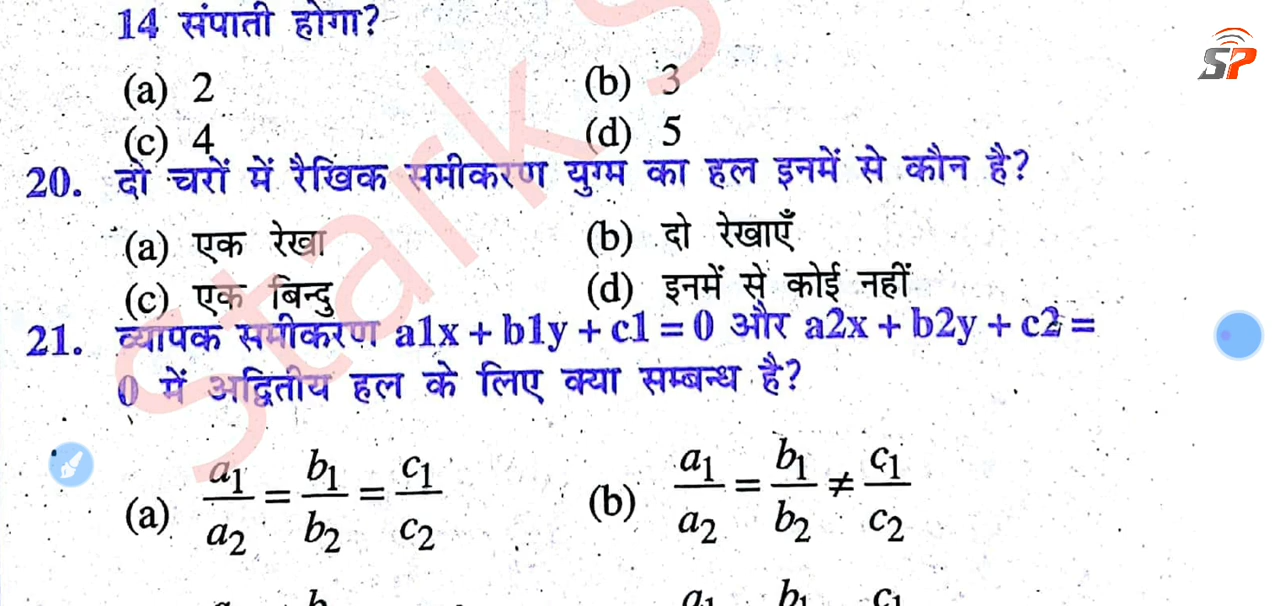 14 संपाती होगा?
(a) 2 (b) 3
(c) 4 (d) 5
20. दो चरों में रैखिक समीकरण युग्म का हल इनमें से कौन है?
(a) एक रेखा (b) दो रेखाएँ
(c) एक बिन्दु (d) इनमें से कोई नहीं
21. व्यापक समीकरण a1x + b1y + c1 = 0 और a2x + b2y + c2 =
0 में अद्वितीय हल के लिए क्या सम्बन्ध है?
(a) a₁/a₂ = b₁/b₂ = c₁/c₂ (b) a₁/a₂ = b₁/b₂ ≠ c₁/c₂
Stark S
SP